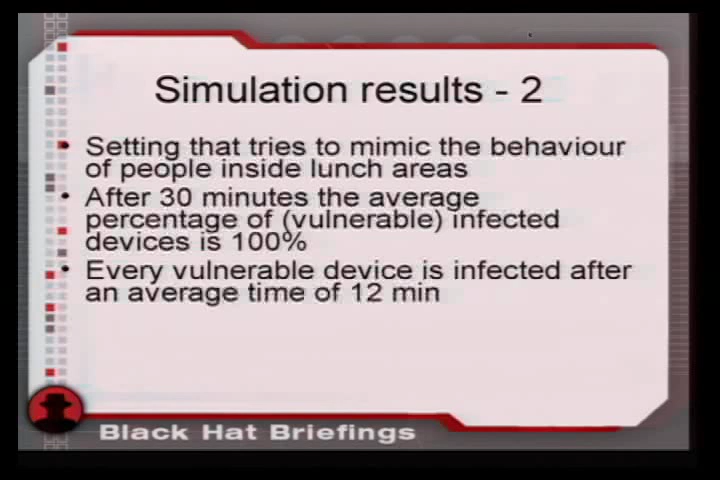 Simulation results - 2
• Setting that tries to mimic the behaviour
of people inside lunch areas
• After 30 minutes the average
percentage of (vulnerable) infected
devices is 100%
• Every vulnerable device is infected after
an average time of 12 min
Black Hat Briefings